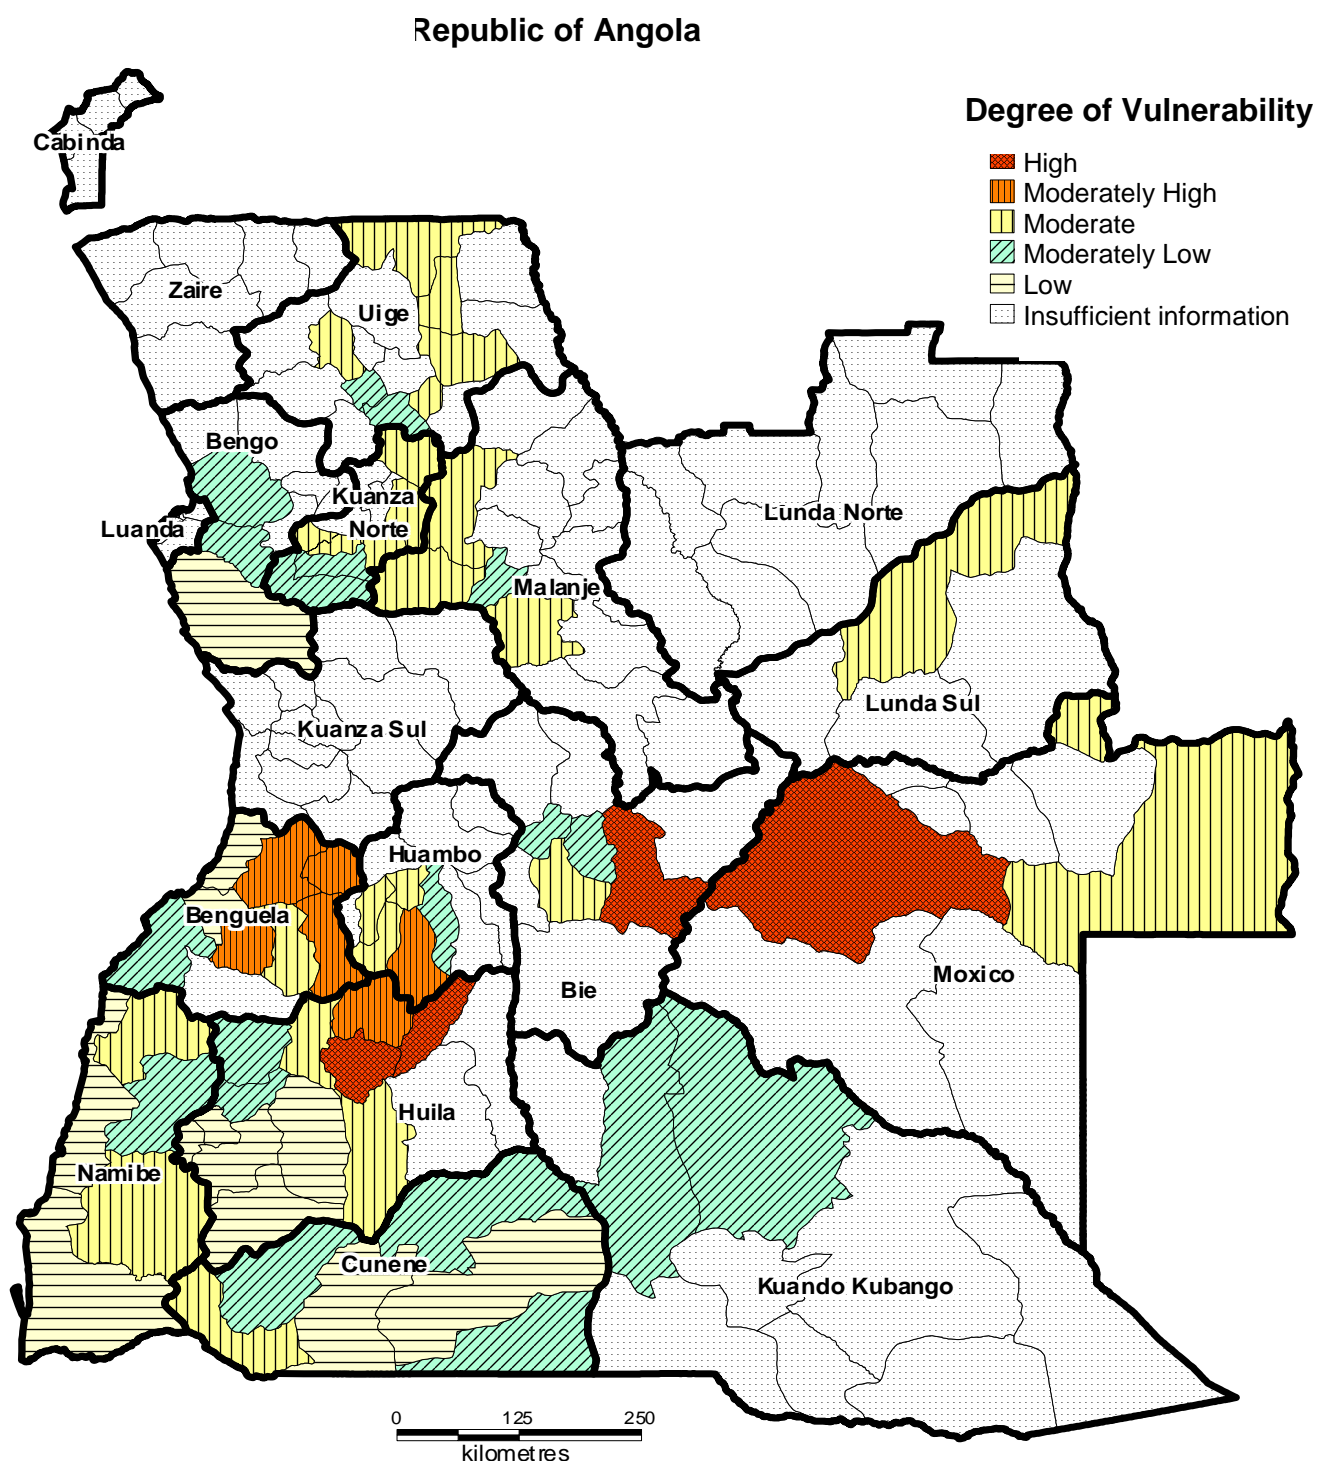 Republic of Angola
Degree of Vulnerability
High
Moderately High
Moderate
Moderately Low
Low
Insufficient information
Cabinda
Zaire
Uige
Bengo
Kuanza
Norte
Luanda
Lunda Norte
Malanje
Lunda Sul
Kuanza Sul
Huambo
Benguela
Moxico
Bie
Huila
Namibe
Cunene
Kuando Kubango
0 125 250
kilometres